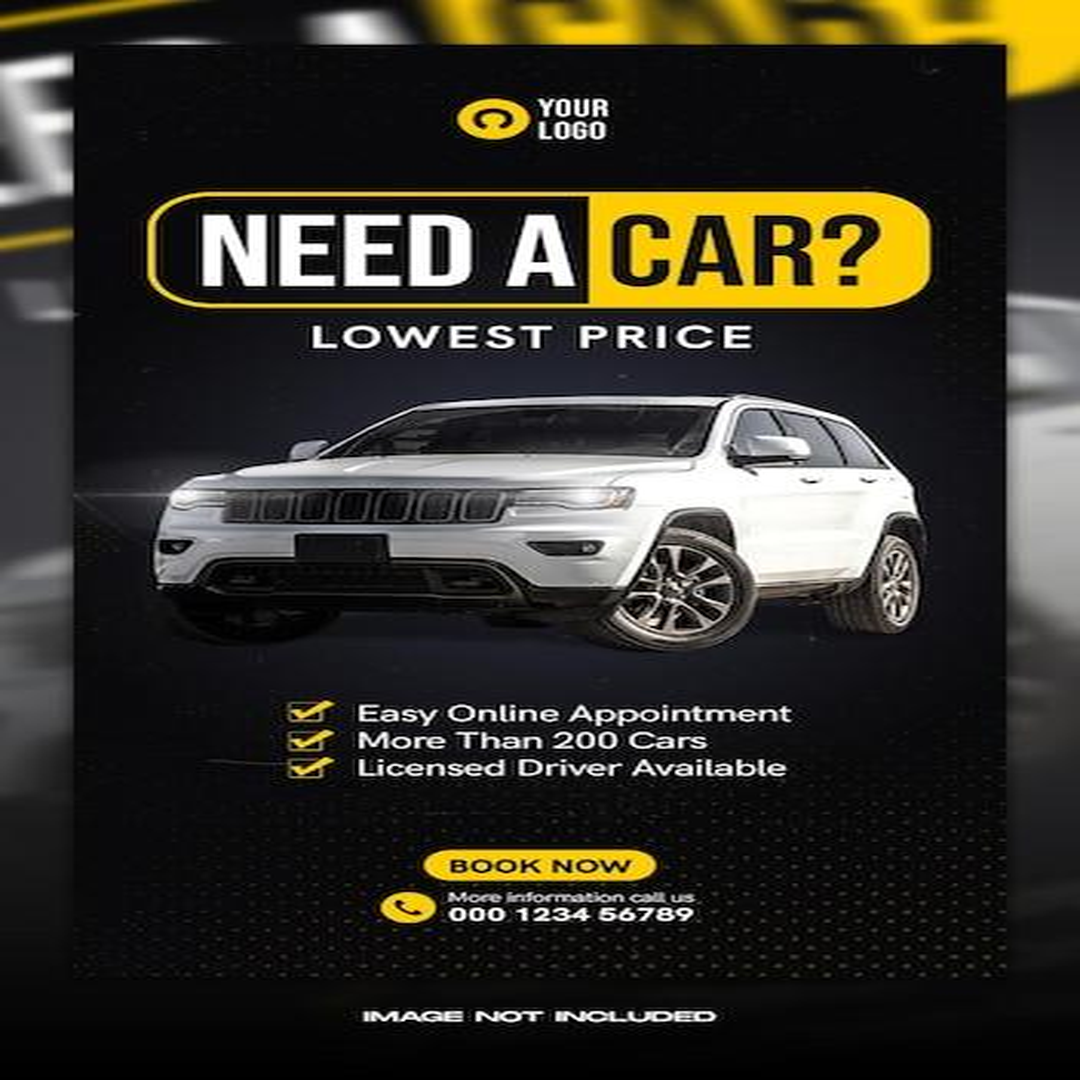 YOUR
LOGO
NEED A CAR?
LOWEST PRICE
Easy Online Appointment
More Than 200 Cars
Licensed Driver Available
BOOK NOW
More information call us
000 1234 56789
IMAGE NOT INCLUDED